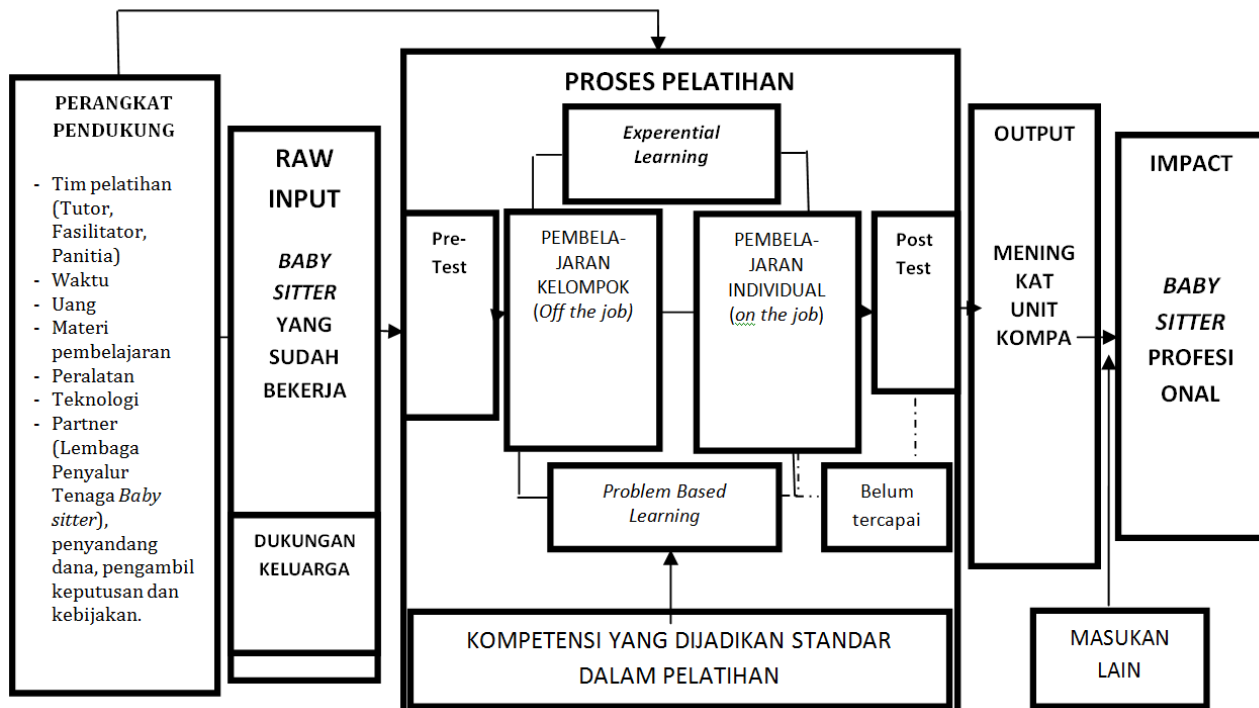 PERANGKAT
PENDUKUNG
- Tim pelatihan
(Tutor,
Fasilitator,
Panitia)
- Waktu
- Uang
- Materi
pembelajaran
- Peralatan
- Teknologi
- Partner
(Lembaga
Penyalur
Tenaga Baby
sitter),
penyandang
dana, pengambil
keputusan dan
kebijakan.
RAW
INPUT
BABY
SITTER
YANG
SUDAH
BEKERJA
DUKUNGAN
KELUARGA
PROSES PELATIHAN
Experential
Learning
Pre-
Test
PEMBELA-
JARAN
KELOMPOK
(Off the job)
PEMBELA-
JARAN
INDIVIDUAL
(on the job)
Post
Test
Problem Based
Learning
Belum
tercapai
KOMPETENSI YANG DIJADIKAN STANDAR
DALAM PELATIHAN
OUTPUT
MENING
KAT
UNIT
KOMPA
IMPACT
BABY
SITTER
PROFESI
ONAL
MASUKAN
LAIN